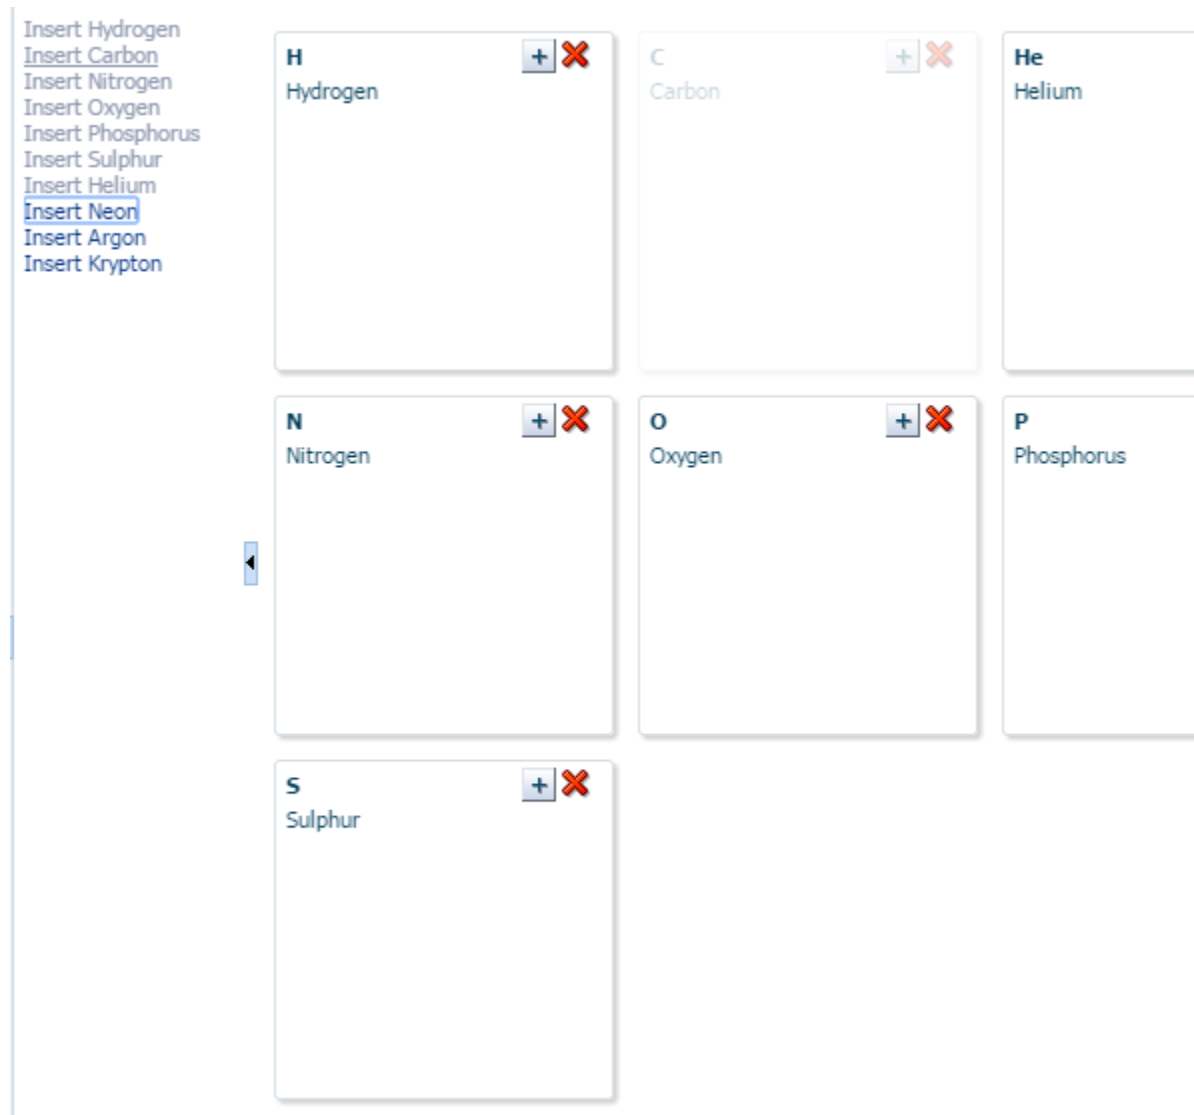 Insert Hydrogen
Insert Carbon
Insert Nitrogen
Insert Oxygen
Insert Phosphorus
Insert Sulphur
Insert Helium
Insert Neon
Insert Argon
Insert Krypton
H
Hydrogen
C
Carbon
He
Helium
N
Nitrogen
O
Oxygen
P
Phosphorus
S
Sulphur